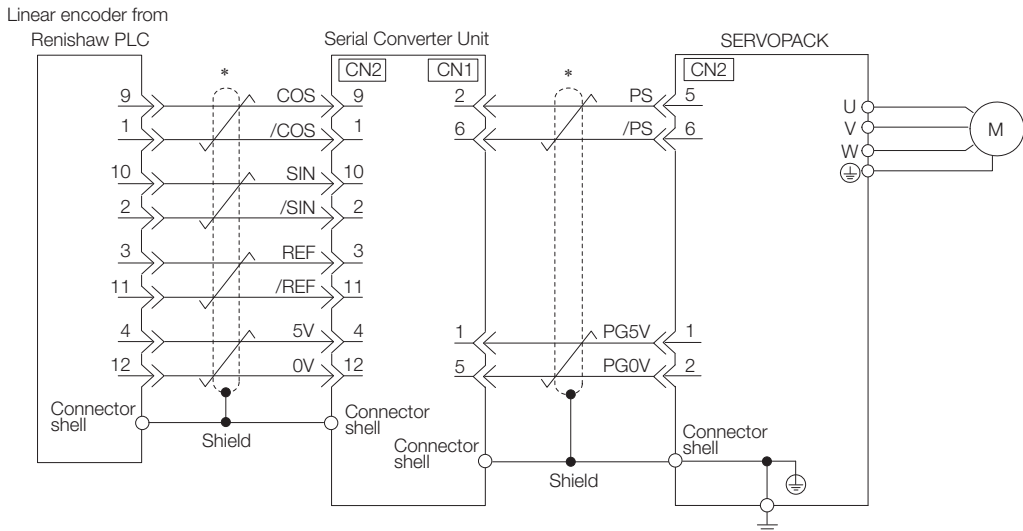 Linear encoder from
Renishaw PLC
Serial Converter Unit
SERVOPACK
*
CN2
CN1
*
CN2
9 COS 9
1 /COS 1
10 SIN 10
2 /SIN 2
3 REF 3
11 /REF 11
4 5V 4
12 0V 12
Connector
shell
Shield
Connector
shell
2 PS 5
6 /PS 6
1 PG5V 1
5 PG0V 2
Connector
shell
Shield
Connector
shell
U
V
W
M